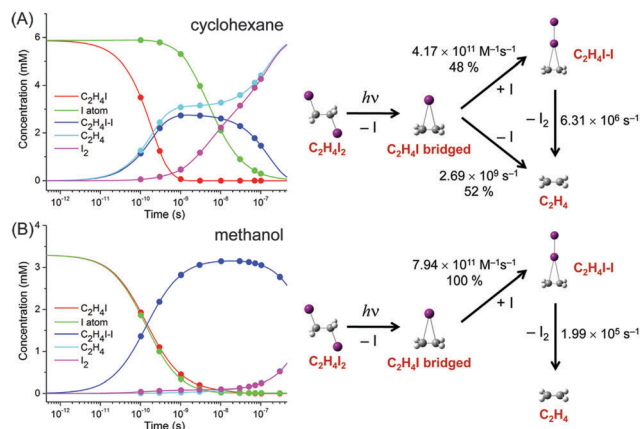 (A)
cyclohexane
Concentration (mM)
6
4
2
0
C₂H₄I
I atom
C₂H₄I-I
C₂H₄
I₂
10⁻¹² 10⁻¹¹ 10⁻¹⁰ 10⁻⁹ 10⁻⁸ 10⁻⁷
Time (s)
C₂H₄I₂
hν
– I
C₂H₄I bridged
4.17 × 10¹¹ M⁻¹s⁻¹
48 %
+ I
– I
2.69 × 10⁹ s⁻¹
52 %
C₂H₄I-I
– I₂
6.31 × 10⁶ s⁻¹
C₂H₄
(B)
methanol
Concentration (mM)
4
3
2
1
0
C₂H₄I
I atom
C₂H₄I-I
C₂H₄
I₂
10⁻¹² 10⁻¹¹ 10⁻¹⁰ 10⁻⁹ 10⁻⁸ 10⁻⁷
Time (s)
C₂H₄I₂
hν
– I
C₂H₄I bridged
7.94 × 10¹¹ M⁻¹s⁻¹
100 %
+ I
C₂H₄I-I
– I₂
1.99 × 10⁵ s⁻¹
C₂H₄